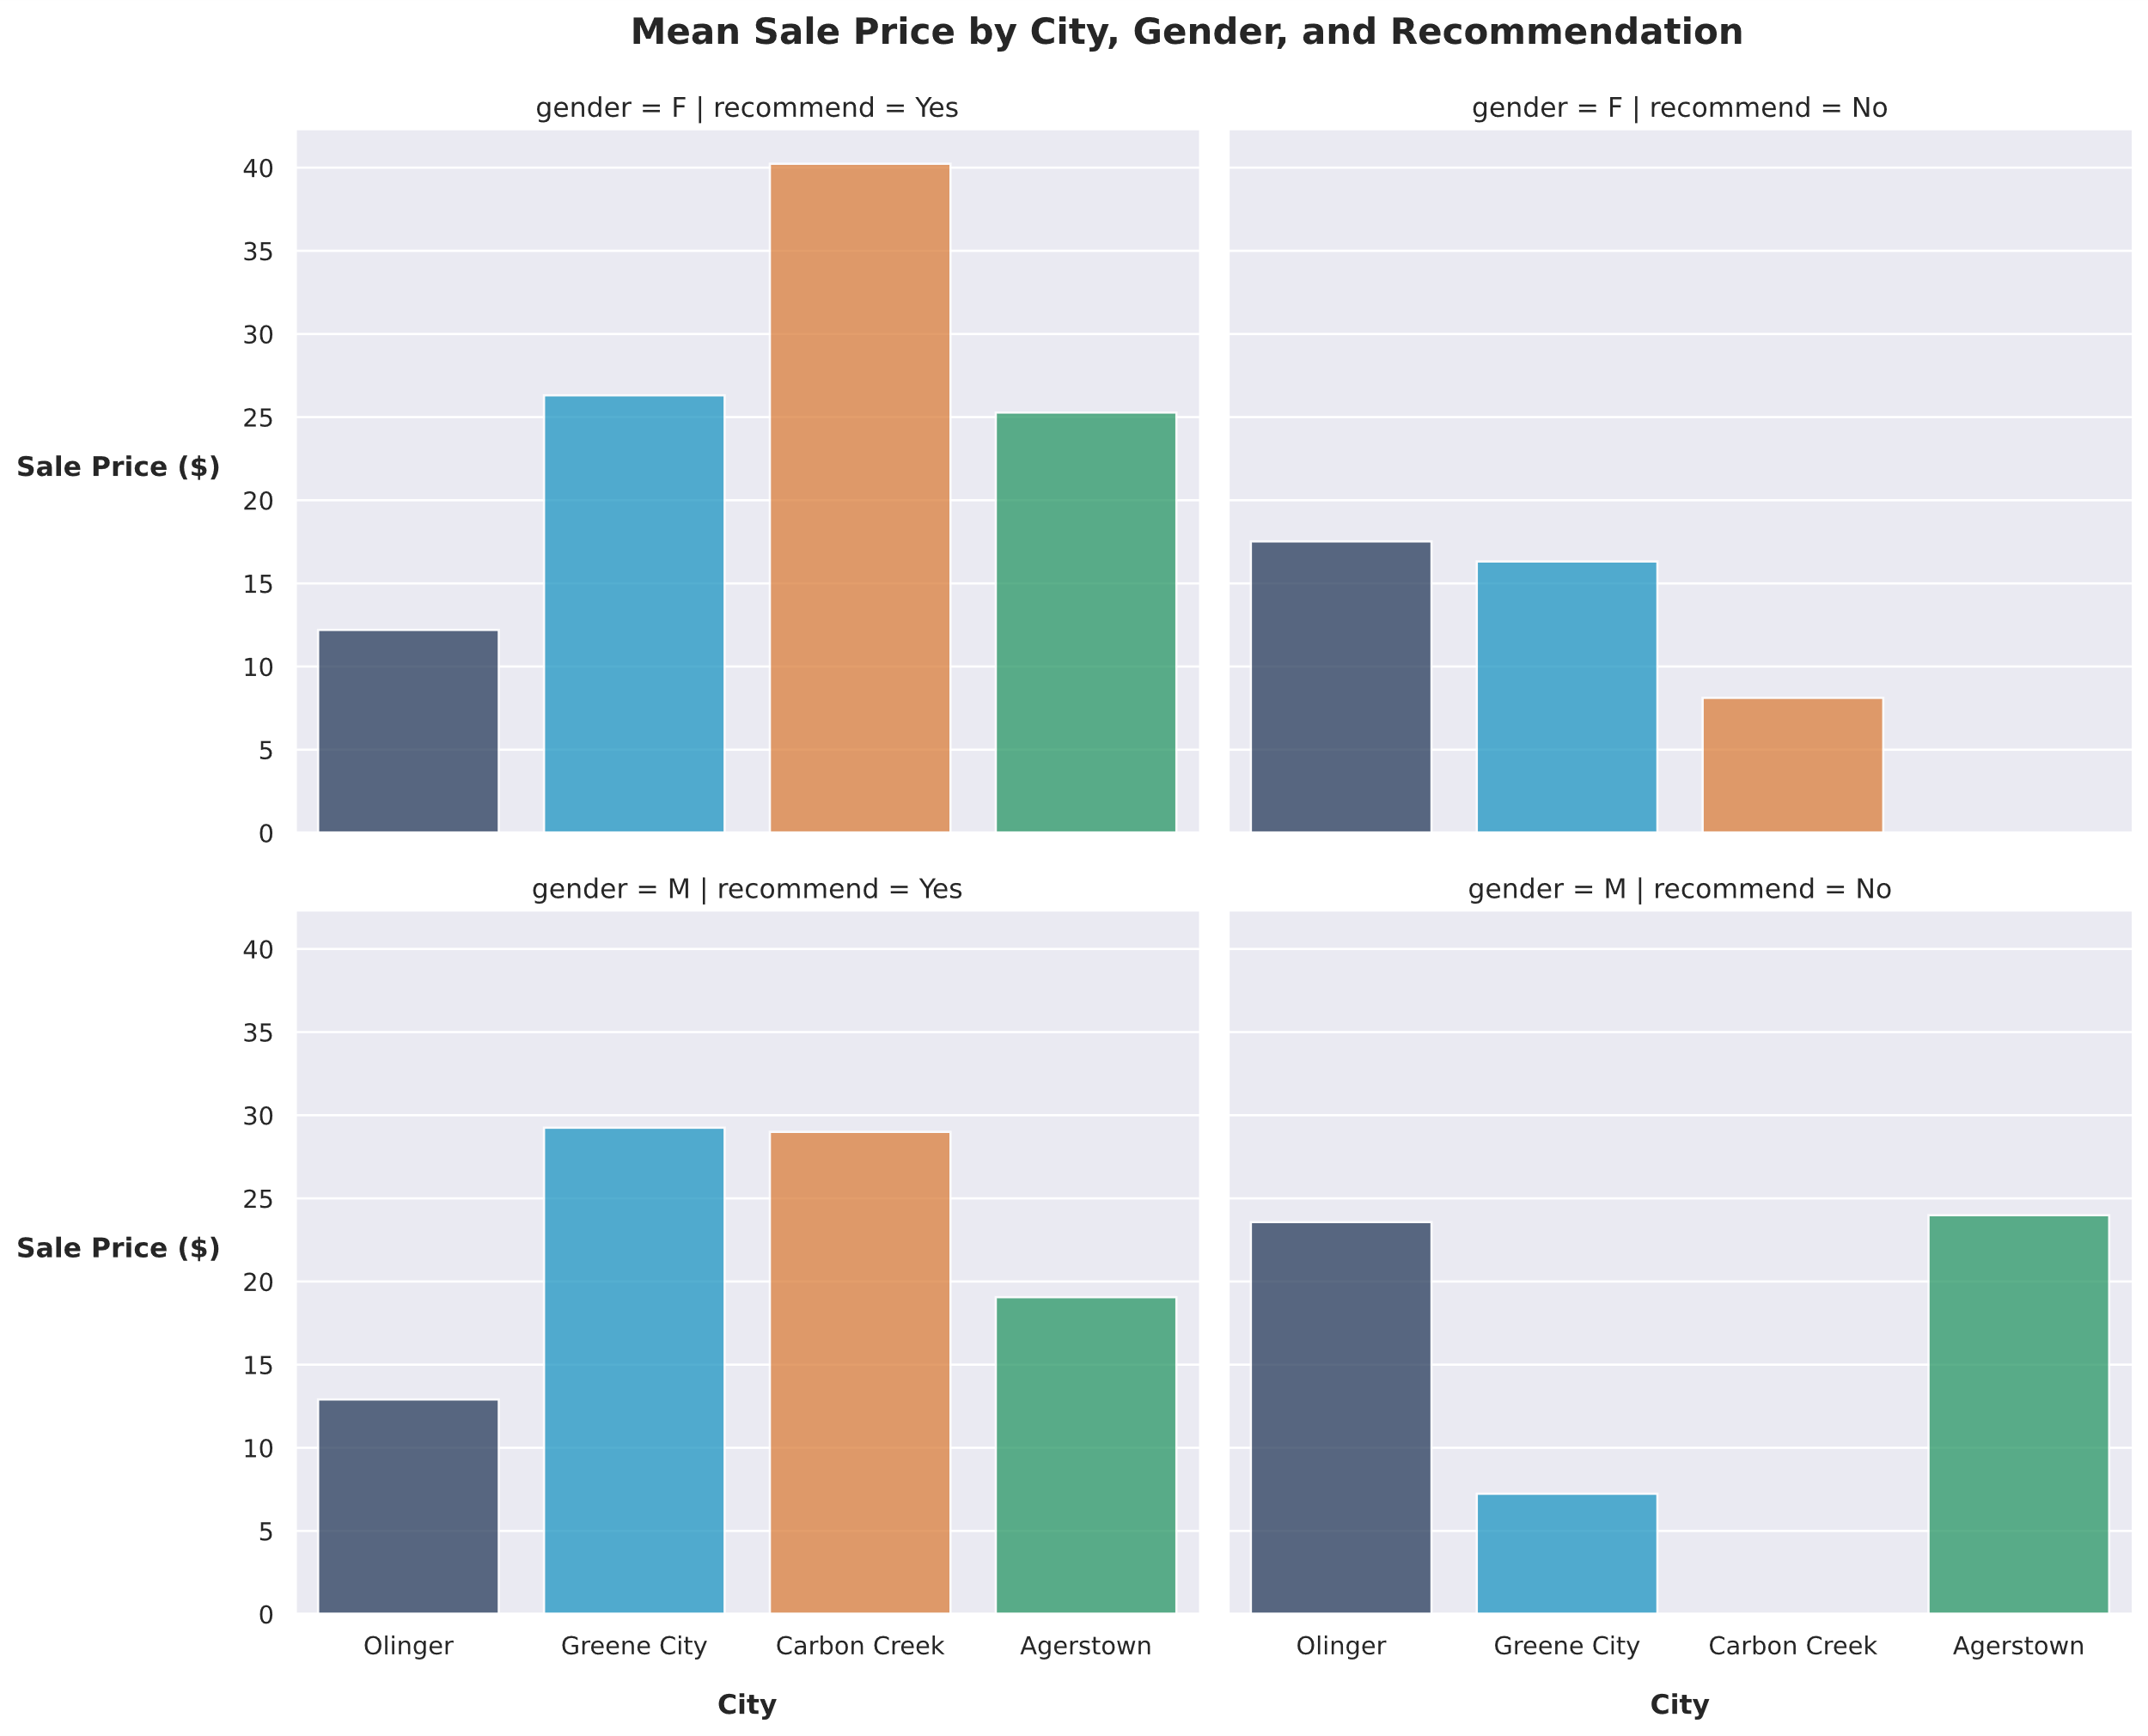 Mean Sale Price by City, Gender, and Recommendation
gender = F | recommend = Yes
gender = F | recommend = No
40
35
30
25
20
15
10
5
0
Sale Price ($)
gender = M | recommend = Yes
gender = M | recommend = No
40
35
30
25
20
15
10
5
0
Sale Price ($)
Olinger Greene City Carbon Creek Agerstown
Olinger Greene City Carbon Creek Agerstown
City
City